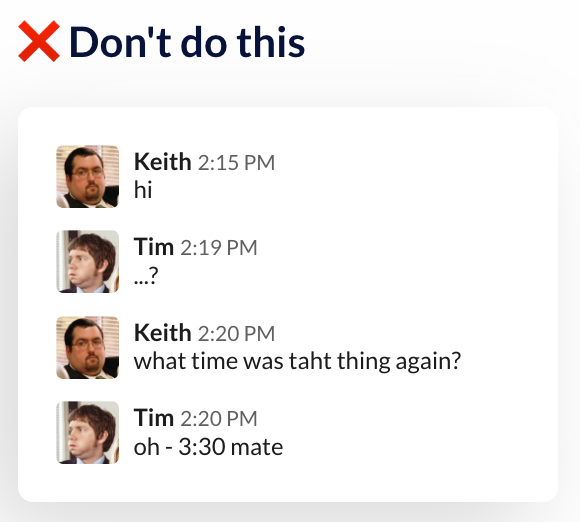 ❌ Don't do this
Keith 2:15 PM
hi
Tim 2:19 PM
...?
Keith 2:20 PM
what time was taht thing again?
Tim 2:20 PM
oh - 3:30 mate